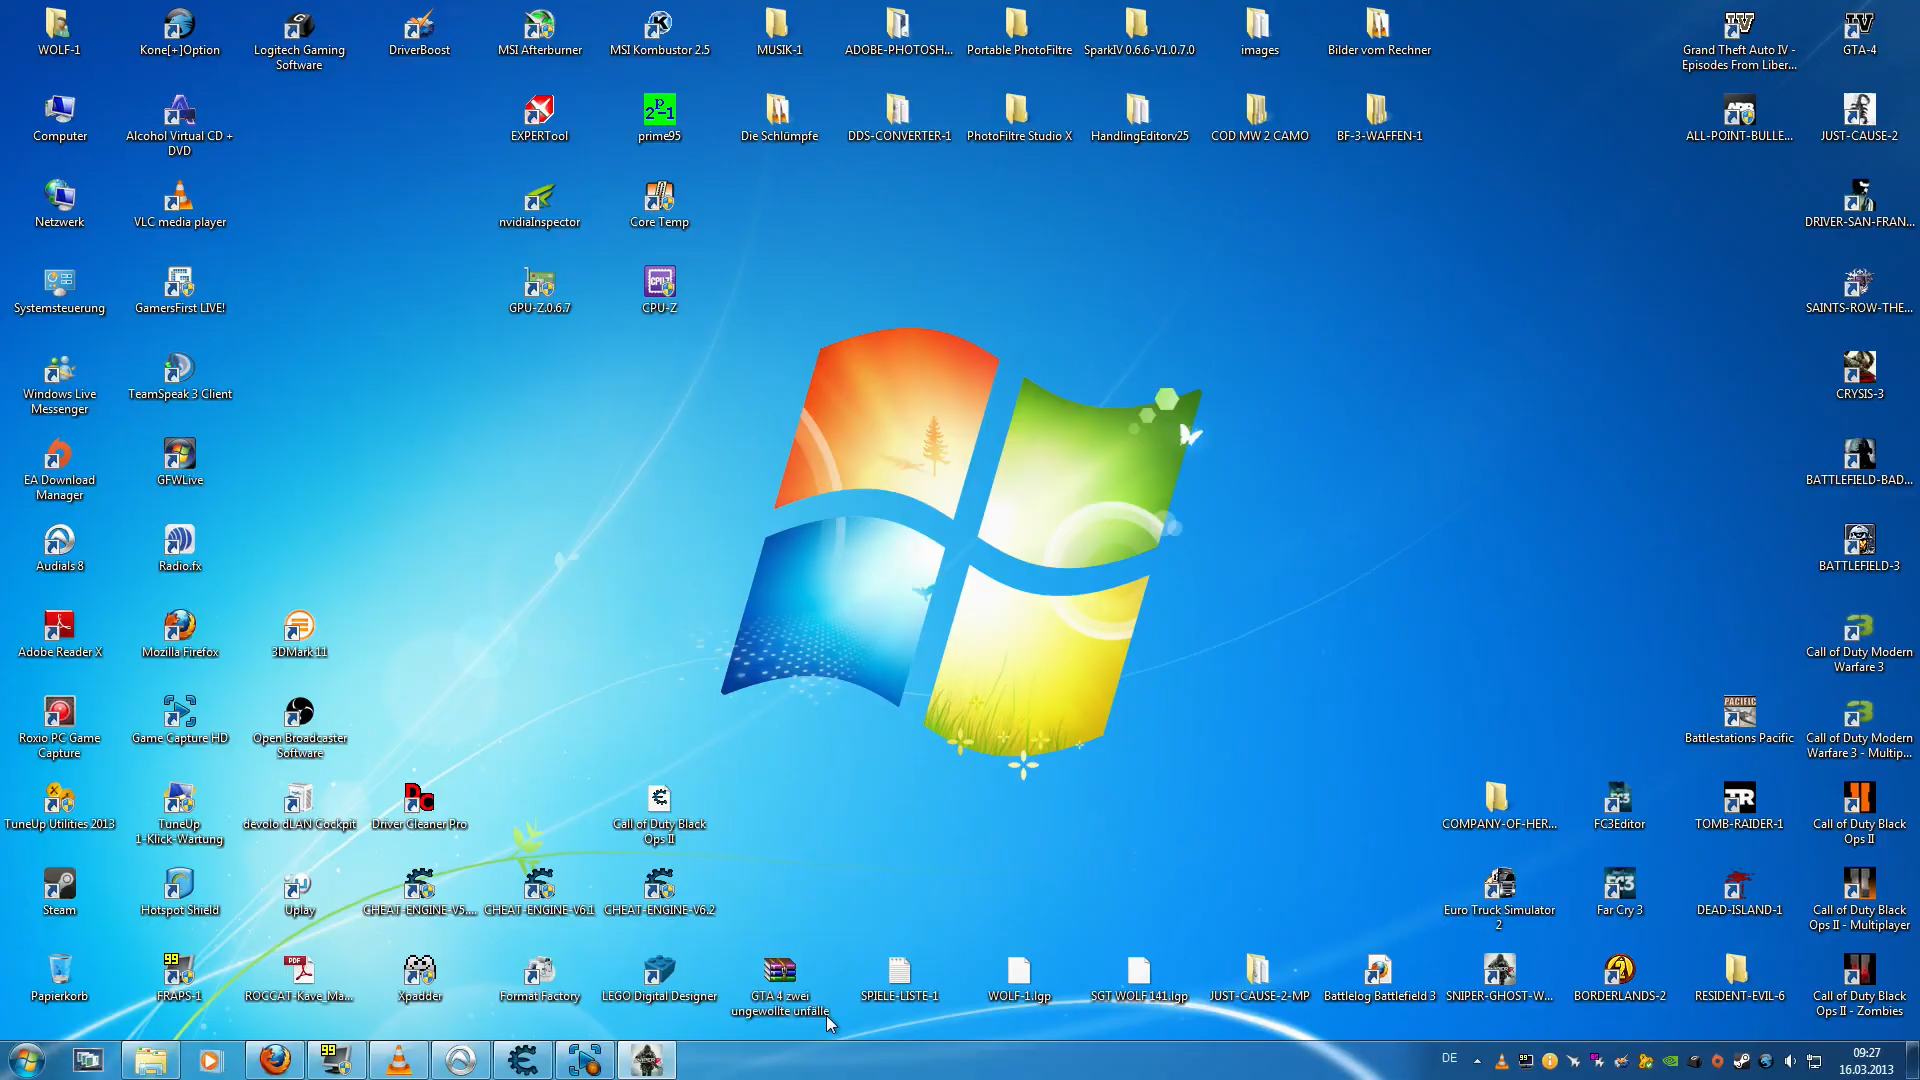 WOLF-1
Kone[+]Option
Logitech Gaming
Software
DriverBoost
MSI Afterburner
MSI Kombustor 2.5
MUSIK-1
ADOBE-PHOTOSH...
Portable PhotoFiltre
SparkIV 0.6.6-V1.0.7.0
images
Bilder vom Rechner
Grand Theft Auto IV -
Episodes From Liber...
GTA-4
Computer
Alcohol Virtual CD +
DVD
EXPERTool
prime95
Die Schlümpfe
DDS-CONVERTER-1
PhotoFiltre Studio X
HandlingEditorv25
COD MW 2 CAMO
BF-3-WAFFEN-1
ALL-POINT-BULLE...
JUST-CAUSE-2
Netzwerk
VLC media player
nvidiaInspector
Core Temp
DRIVER-SAN-FRAN...
Systemsteuerung
GamersFirst LIVE!
GPU-Z.0.6.7
CPU-Z
SAINTS-ROW-THE...
Windows Live
Messenger
TeamSpeak 3 Client
CRYSIS-3
EA Download
Manager
GFWLive
BATTLEFIELD-BAD...
Audials 8
Radio.fx
BATTLEFIELD-3
Adobe Reader X
Mozilla Firefox
3DMark 11
Call of Duty Modern
Warfare 3
Roxio PC Game
Capture
Game Capture HD
Open Broadcaster
Software
Battlestations Pacific
Call of Duty Modern
Warfare 3 - Multip...
TuneUp Utilities 2013
TuneUp
1-Klick-Wartung
devolo dLAN Cockpit
Driver Cleaner Pro
Call of Duty Black
Ops II
COMPANY-OF-HER...
FC3Editor
TOMB-RAIDER-1
Call of Duty Black
Ops II
Steam
Hotspot Shield
Uplay
CHEAT-ENGINE-V5....
CHEAT-ENGINE-V6.1
CHEAT-ENGINE-V6.2
Euro Truck Simulator
2
Far Cry 3
DEAD-ISLAND-1
Call of Duty Black
Ops II - Multiplayer
Papierkorb
FRAPS-1
ROCCAT-Kave_Ma...
Xpadder
Format Factory
LEGO Digital Designer
GTA 4 zwei
ungewollte unfälle
SPIELE-LISTE-1
WOLF-1.lgp
SGT WOLF 141.lgp
JUST-CAUSE-2-MP
Battlelog Battlefield 3
SNIPER-GHOST-W...
BORDERLANDS-2
RESIDENT-EVIL-6
Call of Duty Black
Ops II - Zombies
DE
09:27
16.03.2013